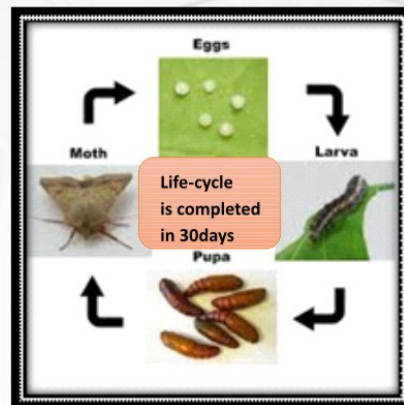 Eggs
Moth
Larva
Life-cycle
is completed
in 30days
Pupa